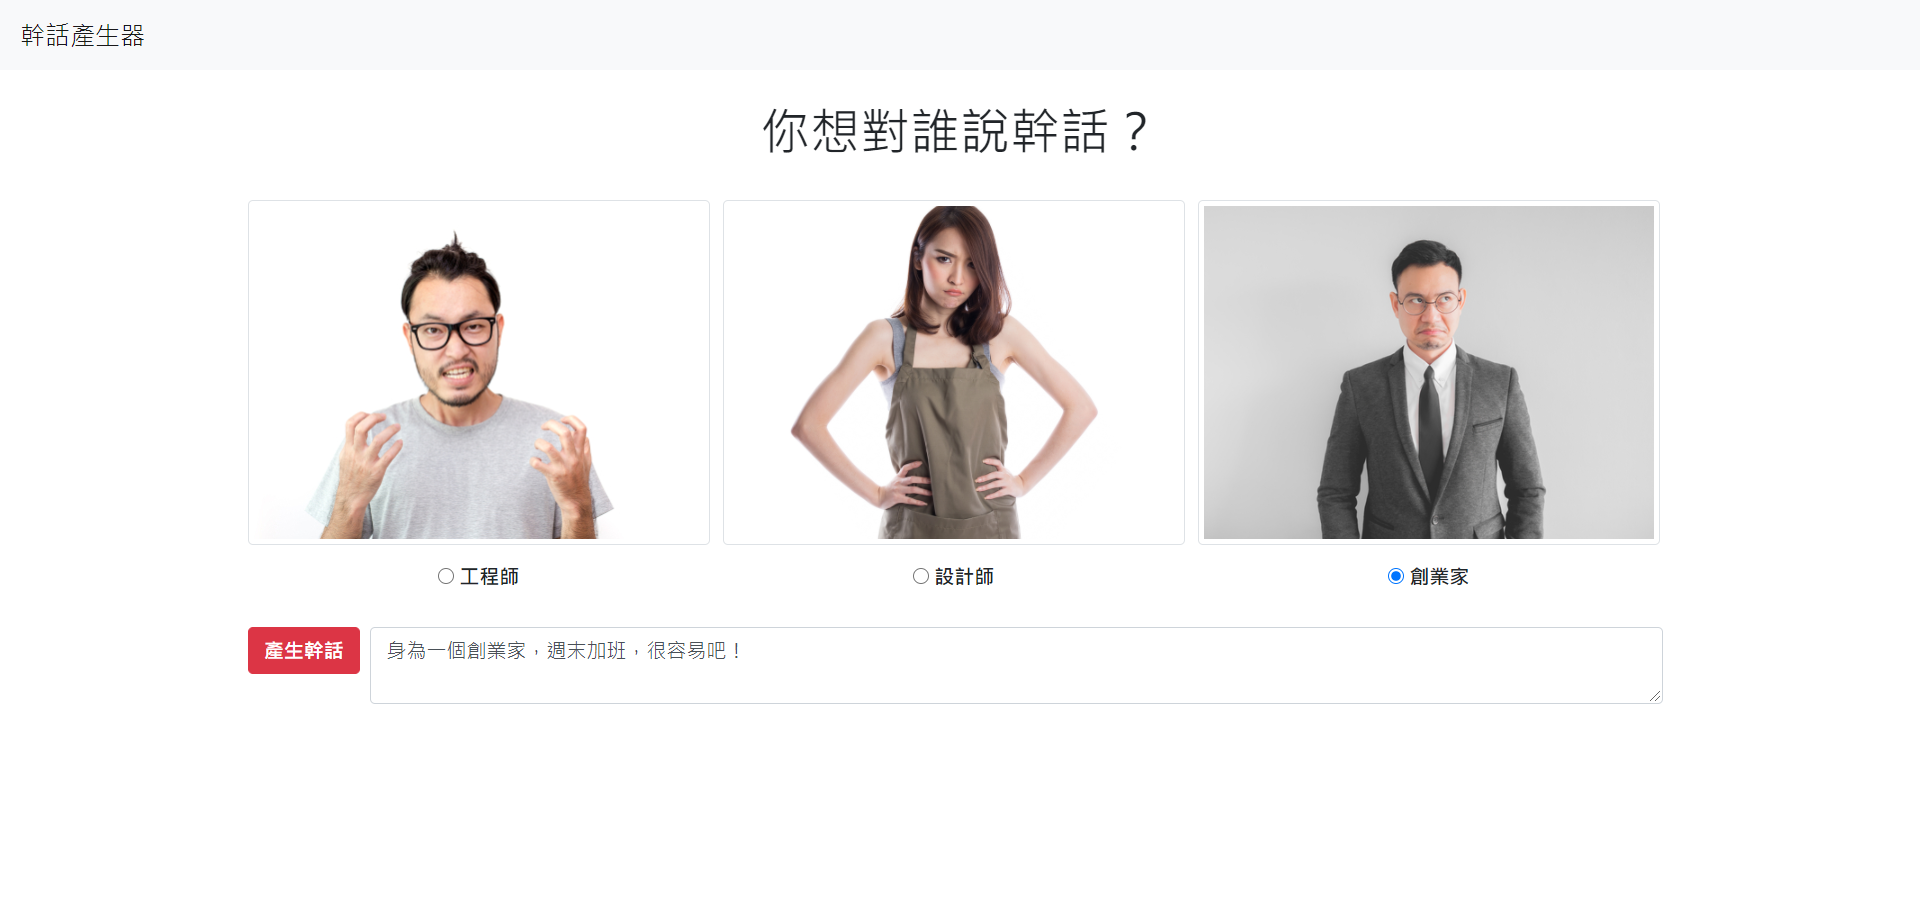 幹話產生器
你想對誰說幹話？
工程師
設計師
創業家
產生幹話
身為一個創業家，週末加班，很容易吧！